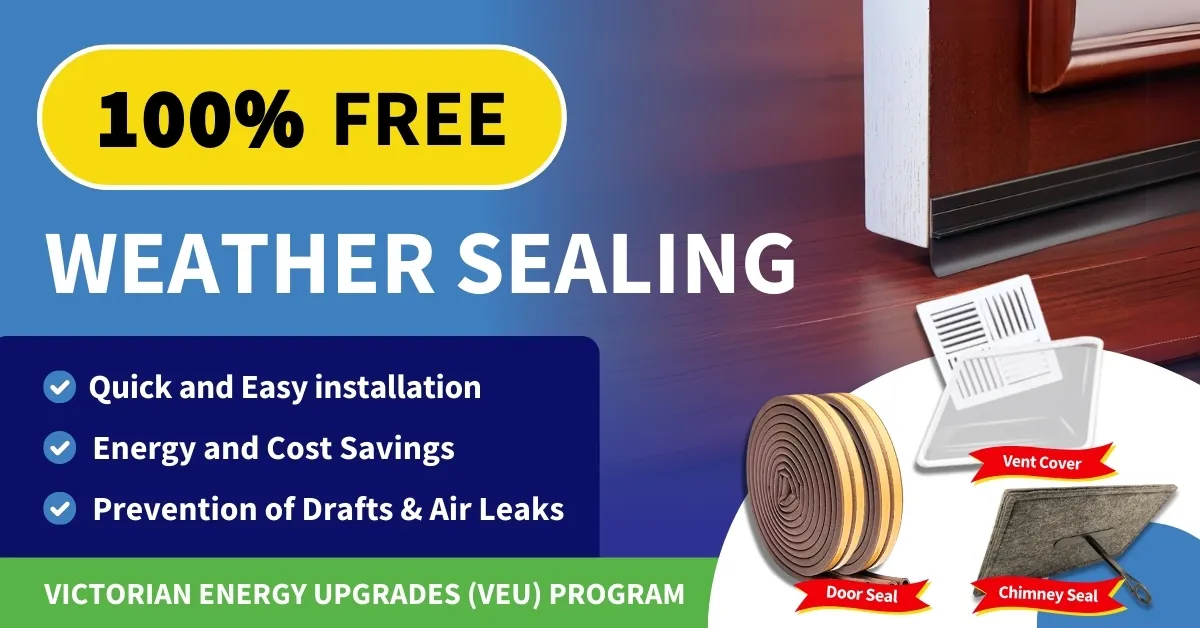 100% FREE
WEATHER SEALING
Quick and Easy installation
Energy and Cost Savings
Prevention of Drafts & Air Leaks
VICTORIAN ENERGY UPGRADES (VEU) PROGRAM
Vent Cover
Door Seal
Chimney Seal